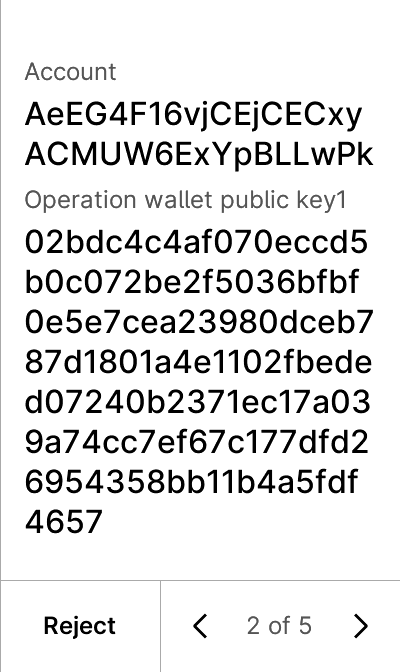 Account
AeEG4F16vjCEjCECxy
ACMUW6ExYpBLLwPk
Operation wallet public key1
02bdc4c4af070eccd5
b0c072be2f5036bfbf
0e5e7cea23980dceb7
87d1801a4e1102fbede
d07240b2371ec17a03
9a74cc7ef67c177dfd2
6954358bb11b4a5fdf
4657
Reject
2 of 5